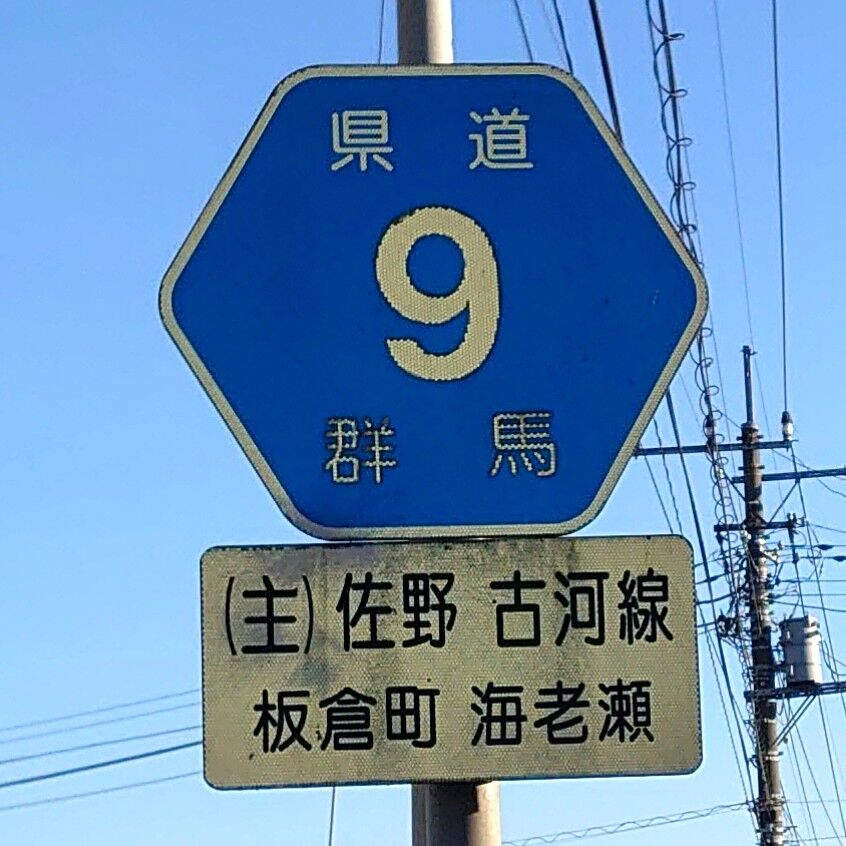 県道
9
群馬
(主)佐野 古河線
板倉町 海老瀬